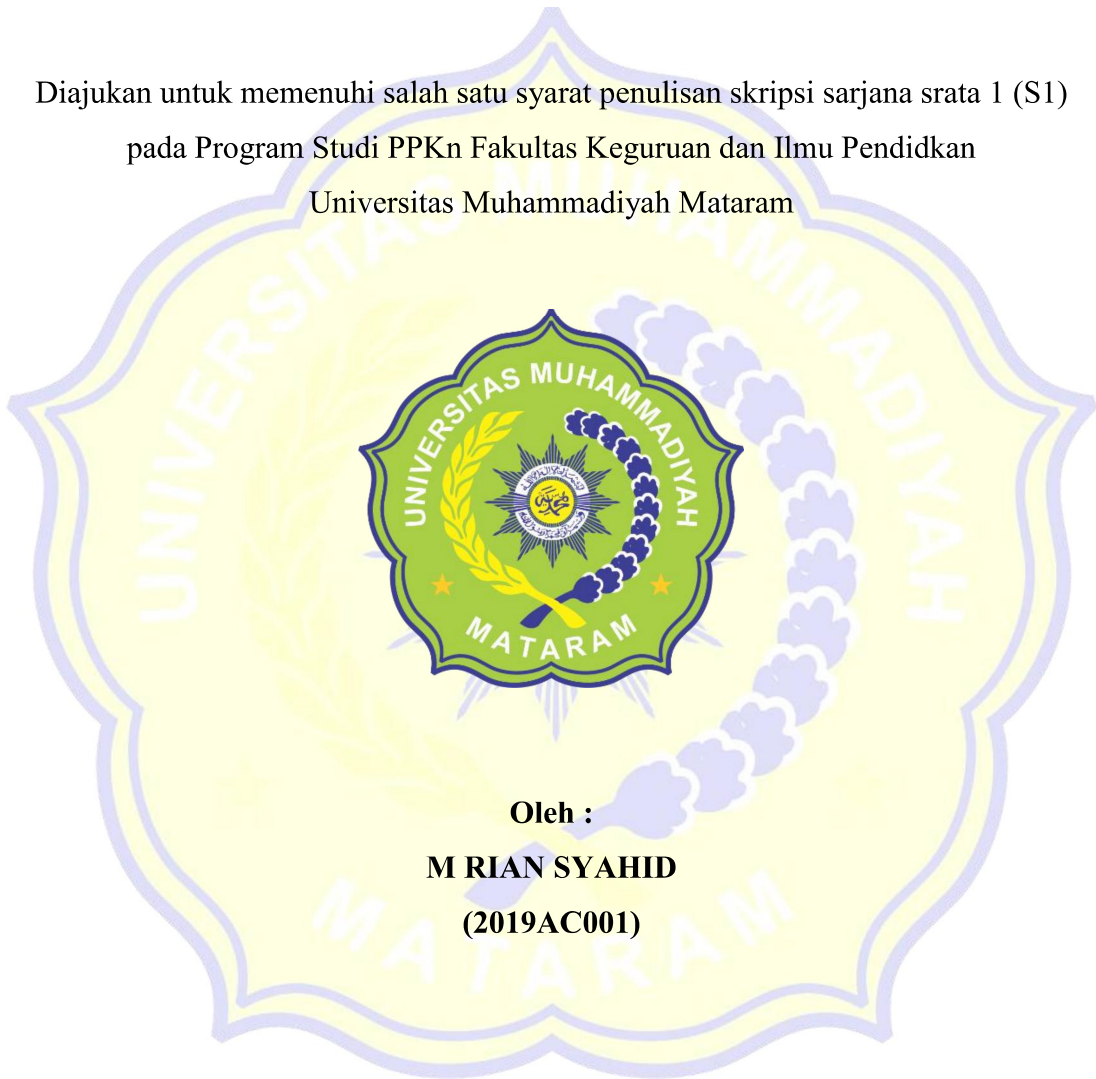 Diajukan untuk memenuhi salah satu syarat penulisan skripsi sarjana srata 1 (S1)
pada Program Studi PPKn Fakultas Keguruan dan Ilmu Pendidkan
Universitas Muhammadiyah Mataram
UNIVERSITAS MUHAMMADIYAH
MATARAM
Oleh :
M RIAN SYAHID
(2019AC001)